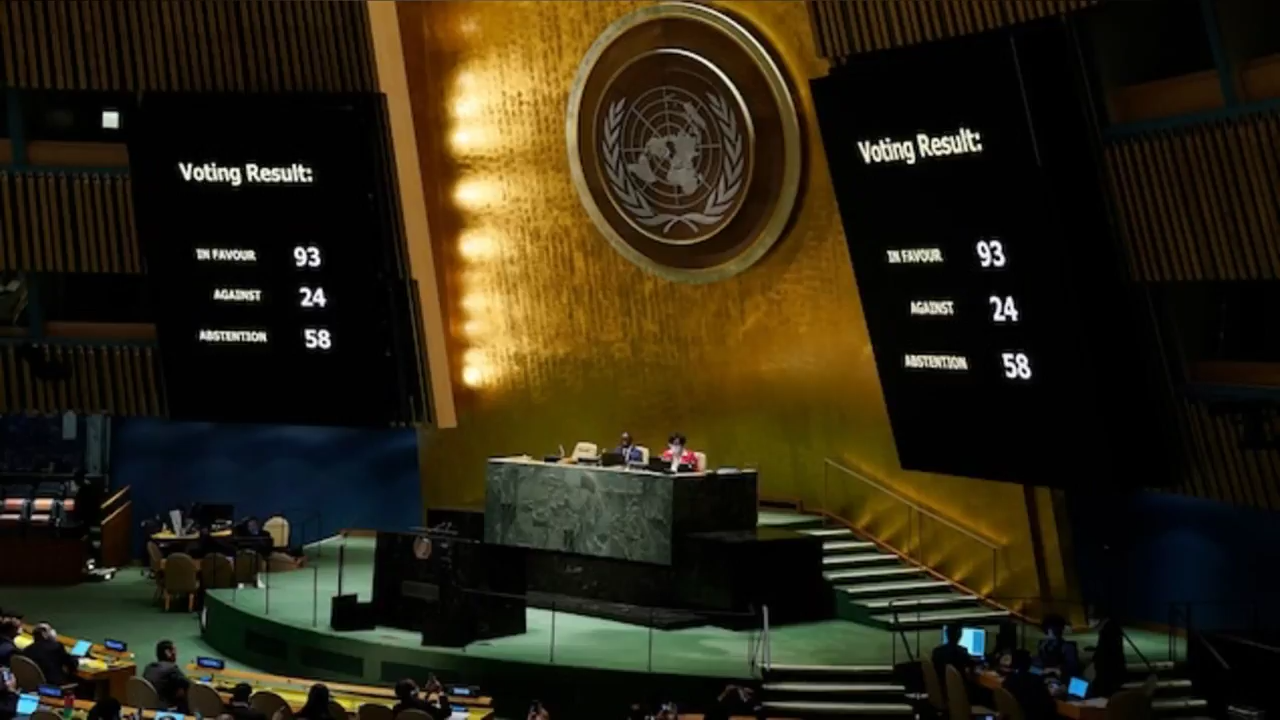 Voting Result:
IN FAVOUR 93
AGAINST 24
ABSTENTION 58
Voting Result:
IN FAVOUR 93
AGAINST 24
ABSTENTION 58